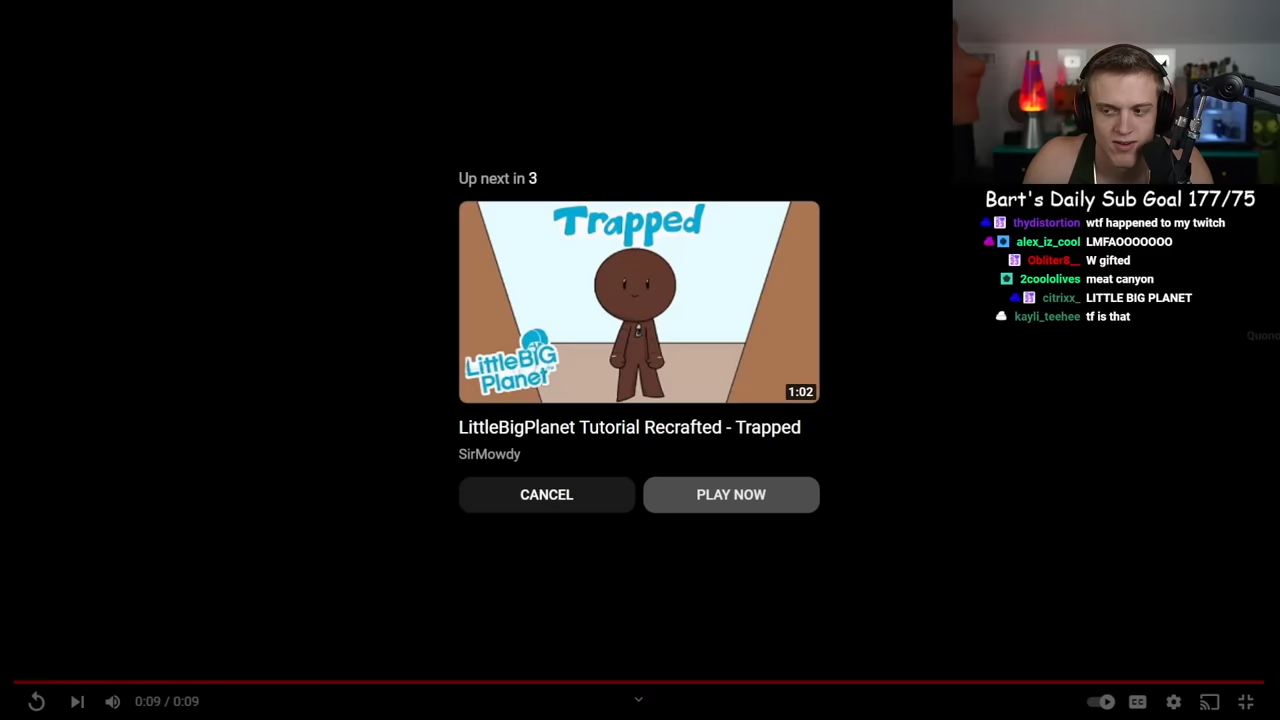 Up next in 3
Trapped
LittleBIG
Planet
1:02
LittleBigPlanet Tutorial Recrafted - Trapped
SirMowdy
CANCEL
PLAY NOW
Bart's Daily Sub Goal 177/75
thydistortion wtf happened to my twitch
alex_iz_cool LMFAOOOOOOO
Obliter8__ W gifted
2coololives meat canyon
citrixx_ LITTLE BIG PLANET
kayli_teehee tf is that
0:09 / 0:09
CC